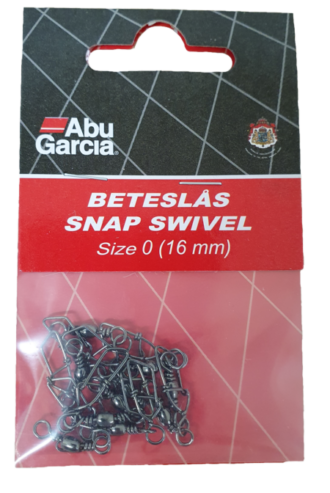 Abu
Garcia®
BETESLÅS
SNAP SWIVEL
Size 0 (16 mm)